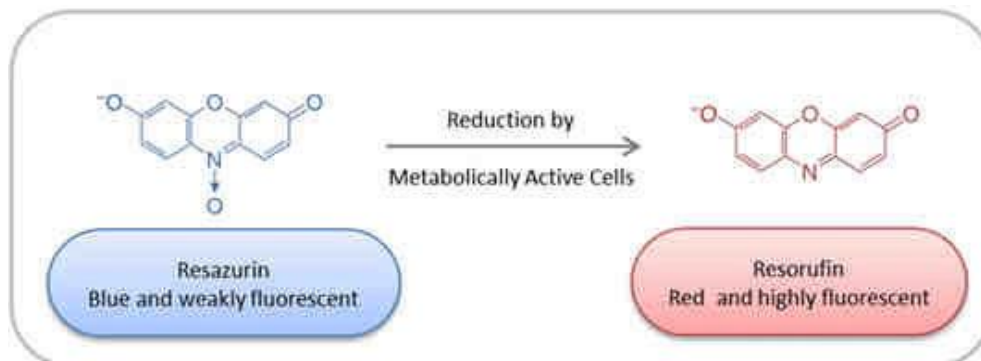 ⁻O
O
O
N
O
Reduction by
Metabolically Active Cells
⁻O
O
O
N
Resazurin
Blue and weakly fluorescent
Resorufin
Red and highly fluorescent